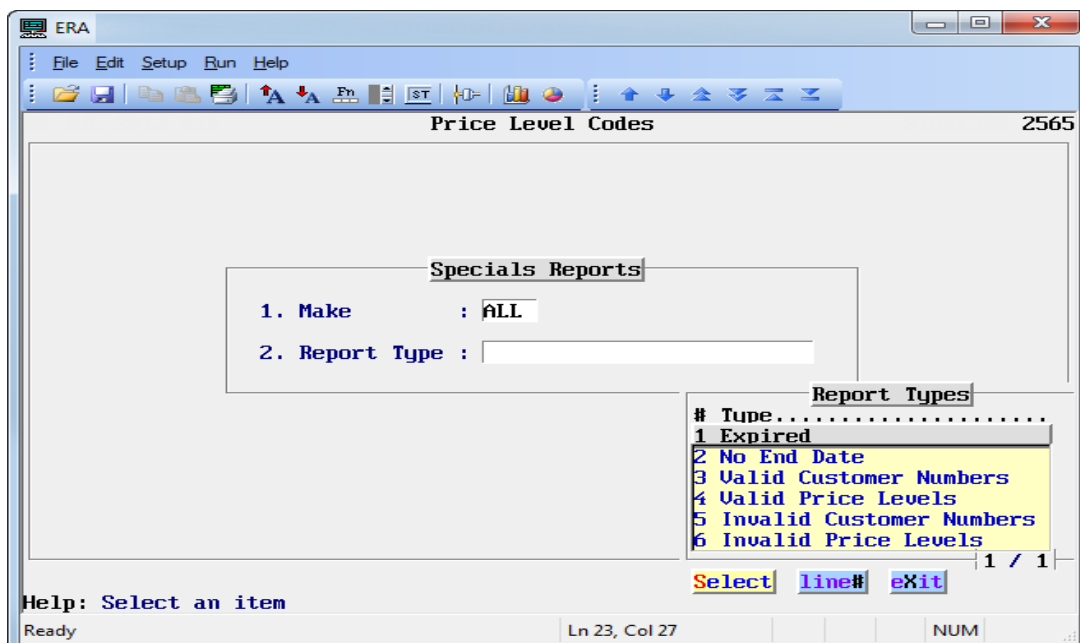 ERA
File Edit Setup Run Help
A A Fn ST
Price Level Codes 2565
Specials Reports
1. Make : ALL
2. Report Type :
Report Types
# Type......................
1 Expired
2 No End Date
3 Valid Customer Numbers
4 Valid Price Levels
5 Invalid Customer Numbers
6 Invalid Price Levels
1 / 1
Select line# eXit
Help: Select an item
Ready Ln 23, Col 27 NUM